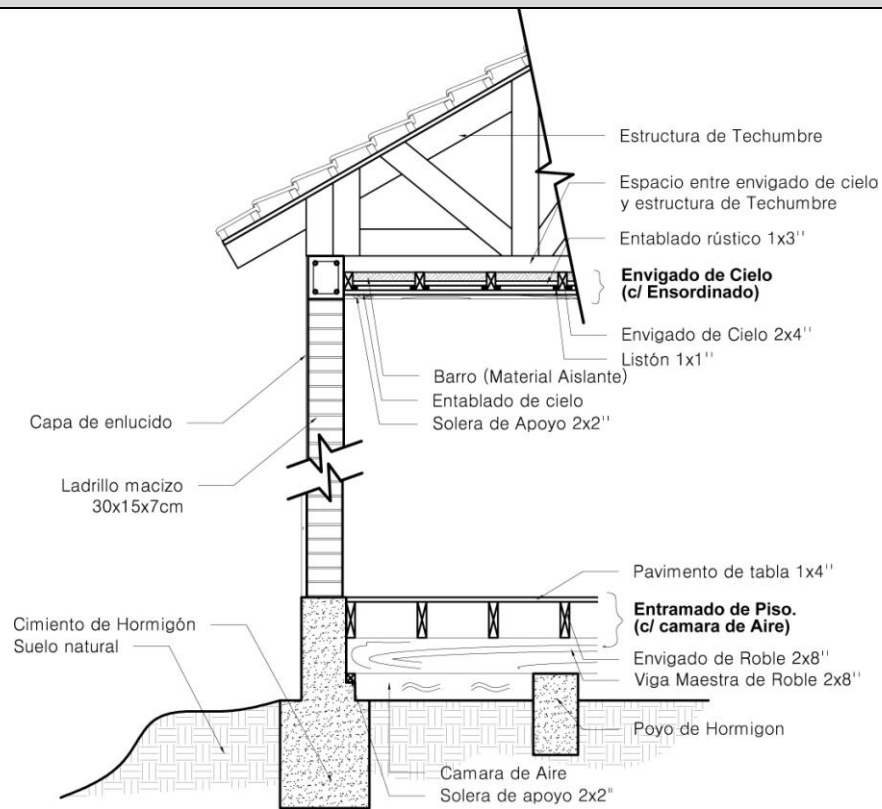 Estructura de Techumbre
Espacio entre envigado de cielo
y estructura de Techumbre
Entablado rústico 1x3''
Envigado de Cielo
(c/ Ensordinado)
Envigado de Cielo 2x4''
Listón 1x1''
Barro (Material Aislante)
Entablado de cielo
Solera de Apoyo 2x2''
Capa de enlucido
Ladrillo macizo
30x15x7cm
Pavimento de tabla 1x4''
Entramado de Piso.
(c/ camara de Aire)
Cimiento de Hormigón
Suelo natural
Envigado de Roble 2x8''
Viga Maestra de Roble 2x8''
Poyo de Hormigon
Camara de Aire
Solera de apoyo 2x2"